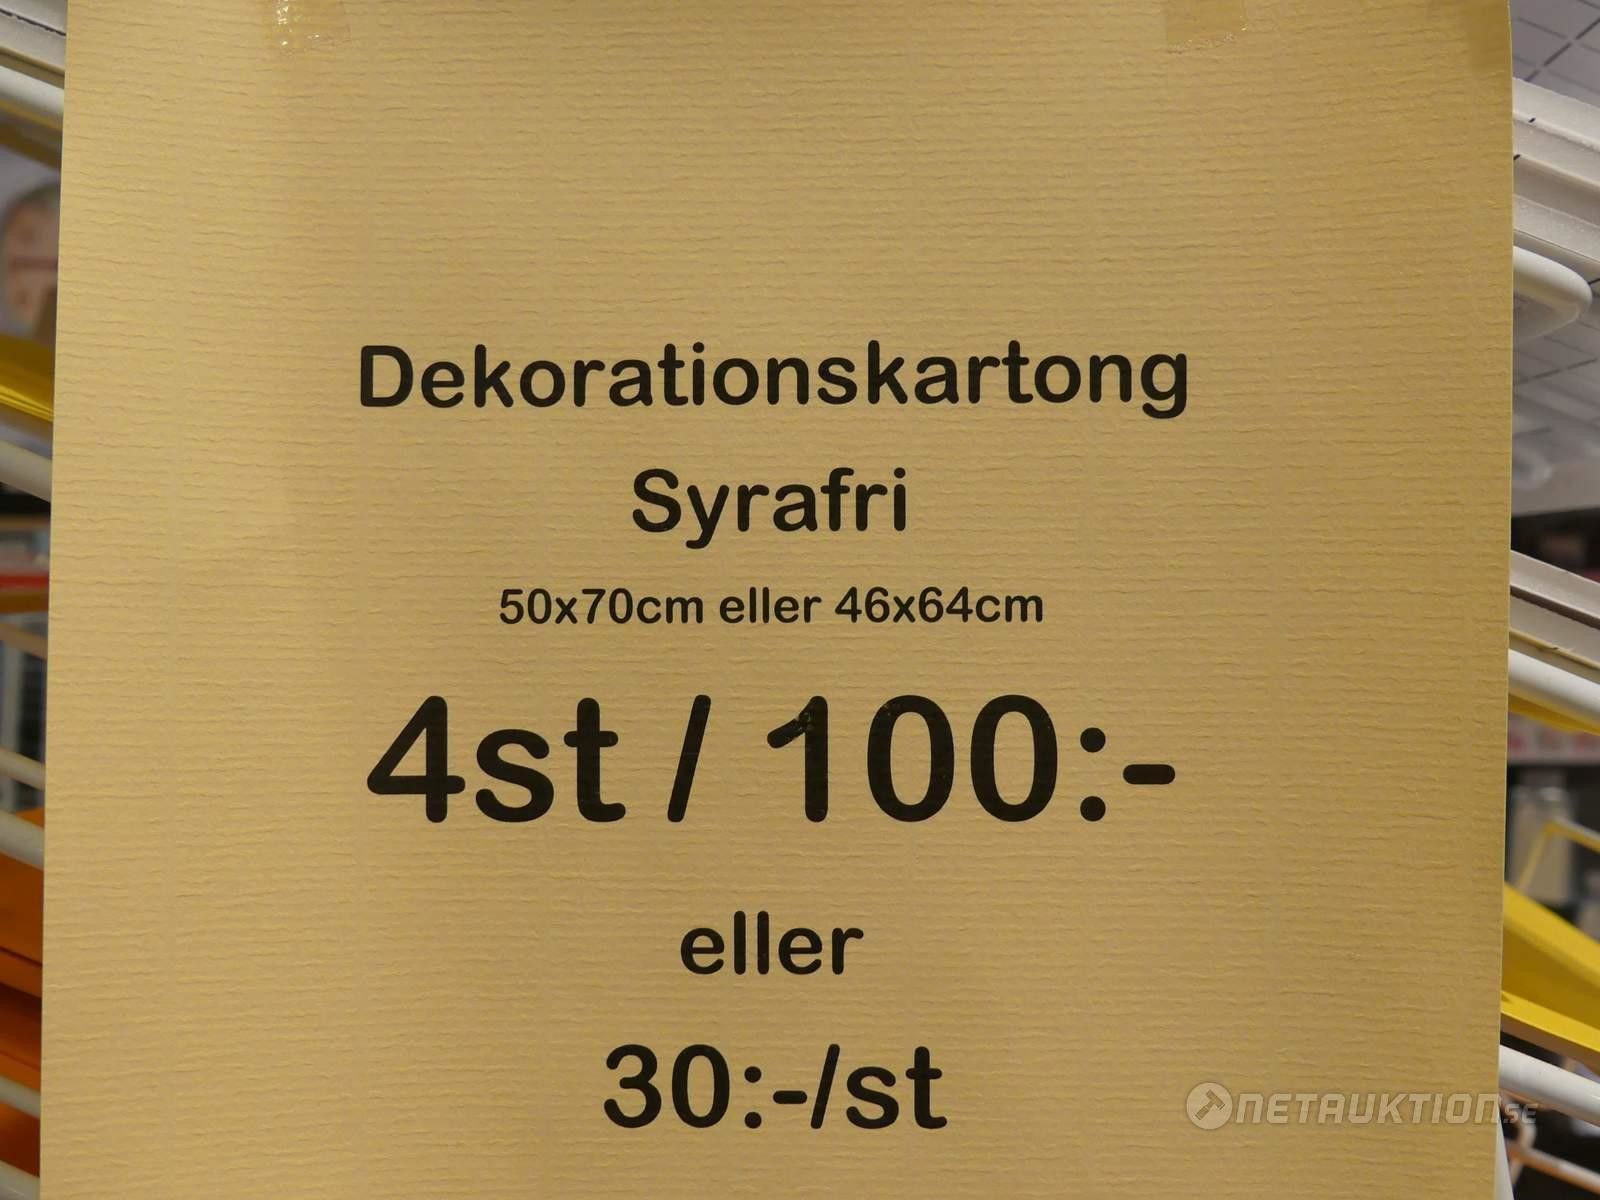 Dekorationskartong
Syrafri
50x70cm eller 46x64cm
4st / 100:-
eller
30:-/st
NETAUKTION.SE